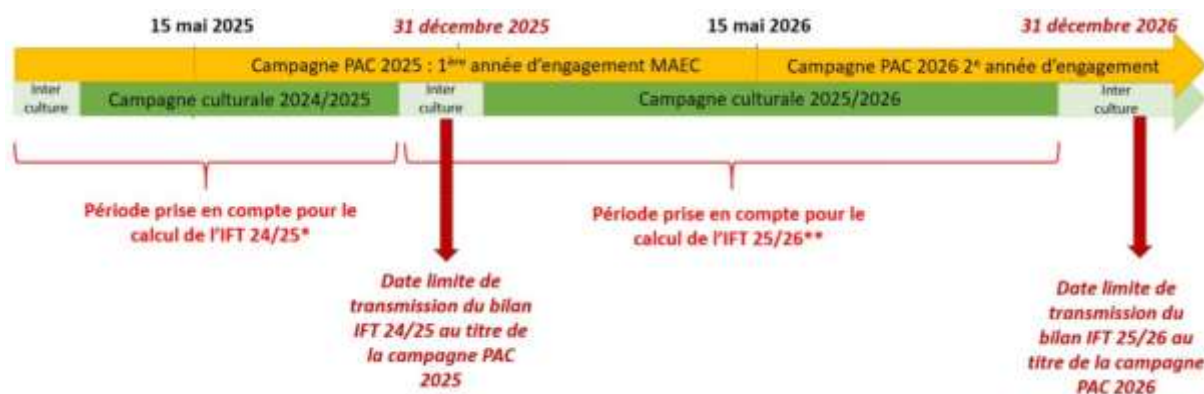 15 mai 2025
31 décembre 2025
15 mai 2026
31 décembre 2026
Campagne PAC 2025 : 1ère année d'engagement MAEC
Campagne PAC 2026 2e année d'engagement
Inter
culture
Campagne culturale 2024/2025
Inter
culture
Campagne culturale 2025/2026
Inter
culture
Période prise en compte pour le
calcul de l'IFT 24/25*
Période prise en compte pour le
calcul de l'IFT 25/26**
Date limite de
transmission du bilan
IFT 24/25 au titre de
la campagne PAC
2025
Date limite de
transmission du
bilan IFT 25/26 au
titre de la campagne
PAC 2026